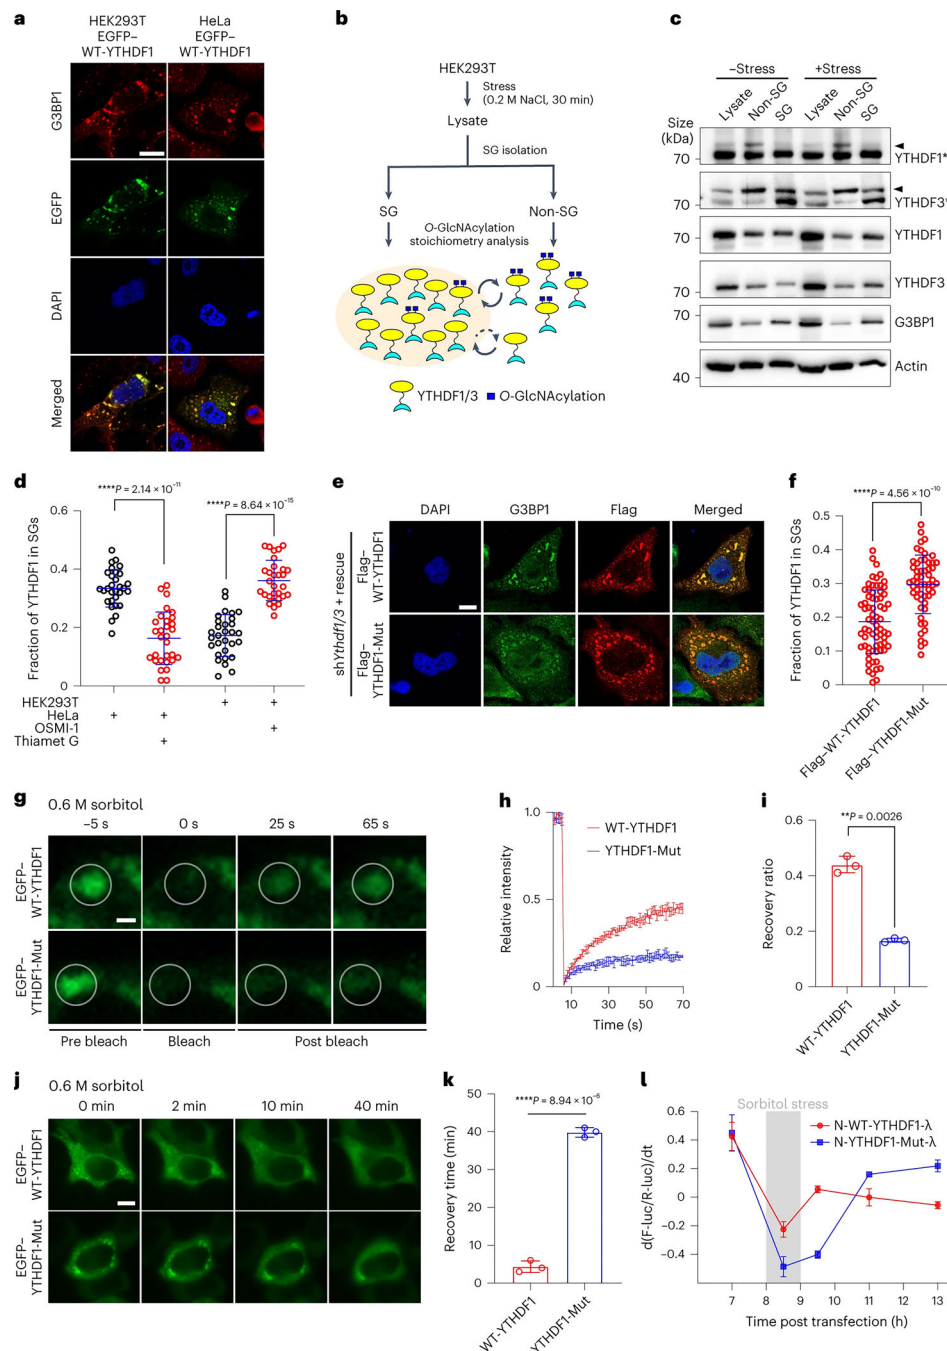 a
HEK293T
EGFP–
WT-YTHDF1
HeLa
EGFP–
WT-YTHDF1
G3BP1
EGFP
DAPI
Merged
b
HEK293T
Stress
(0.2 M NaCl, 30 min)
Lysate
SG isolation
SG
Non-SG
O-GlcNAcylation
stoichiometry analysis
YTHDF1/3
O-GlcNAcylation
c
–Stress
+Stress
Lysate
Non-SG
SG
Lysate
Non-SG
SG
Size
(kDa)
70
YTHDF1*
70
YTHDF3*
70
YTHDF1
70
YTHDF3
70
G3BP1
40
Actin
d
****P = 2.14 × 10⁻¹¹
****P = 8.64 × 10⁻¹⁵
Fraction of YTHDF1 in SGs
0.6
0.4
0.2
0
HEK293T
+
+
HeLa
+
+
OSMI-1
+
Thiamet G
+
e
DAPI
G3BP1
Flag
Merged
shYthdf1/3 + rescue
Flag–
WT-YTHDF1
Flag–
YTHDF1-Mut
f
****P = 4.56 × 10⁻¹⁰
Fraction of YTHDF1 in SGs
0.5
0.4
0.3
0.2
0.1
0
Flag–WT-YTHDF1
Flag–YTHDF1-Mut
g
0.6 M sorbitol
–5 s
0 s
25 s
65 s
EGFP–
WT-YTHDF1
EGFP–
YTHDF1-Mut
Pre bleach
Bleach
Post bleach
h
Relative intensity
1.0
0.5
0
WT-YTHDF1
YTHDF1-Mut
10
30
50
70
Time (s)
i
**P = 0.0026
Recovery ratio
0.6
0.4
0.2
0
WT-YTHDF1
YTHDF1-Mut
j
0.6 M sorbitol
0 min
2 min
10 min
40 min
EGFP–
WT-YTHDF1
EGFP–
YTHDF1-Mut
k
****P = 8.94 × 10⁻⁶
Recovery time (min)
50
40
30
20
10
0
WT-YTHDF1
YTHDF1-Mut
l
Sorbitol stress
N-WT-YTHDF1-λ
N-YTHDF1-Mut-λ
d(F-luc/R-luc)/dt
0.6
0.4
0.2
0
–0.2
–0.4
7
8
9
10
11
12
13
Time post transfection (h)